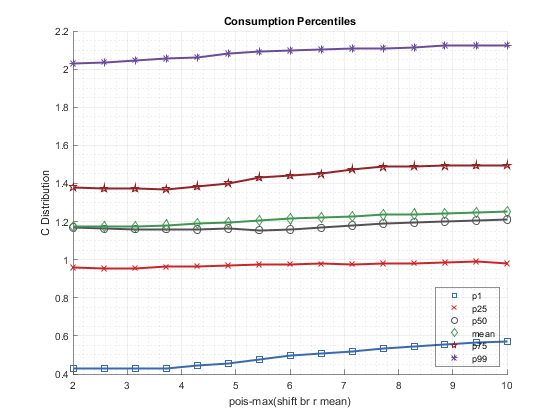 Consumption Percentiles
C Distribution
2.2
2
1.8
1.6
1.4
1.2
1
0.8
0.6
0.4
2 3 4 5 6 7 8 9 10
pois-max(shift br r mean)
p1
p25
p50
mean
p75
p99